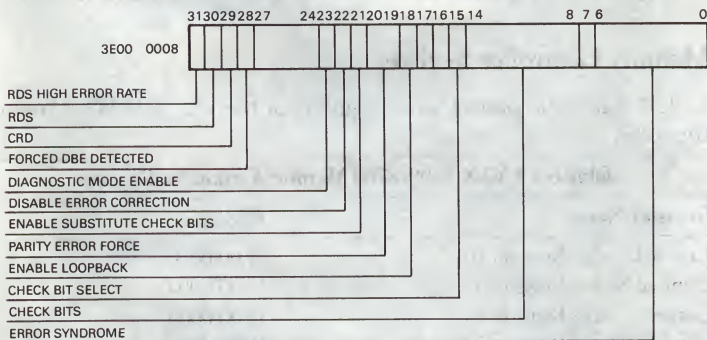 31 30 29 28 27 24 23 22 21 20 19 18 17 16 15 14 8 7 6 0
3E00 0008
RDS HIGH ERROR RATE
RDS
CRD
FORCED DBE DETECTED
DIAGNOSTIC MODE ENABLE
DISABLE ERROR CORRECTION
ENABLE SUBSTITUTE CHECK BITS
PARITY ERROR FORCE
ENABLE LOOPBACK
CHECK BIT SELECT
CHECK BITS
ERROR SYNDROME